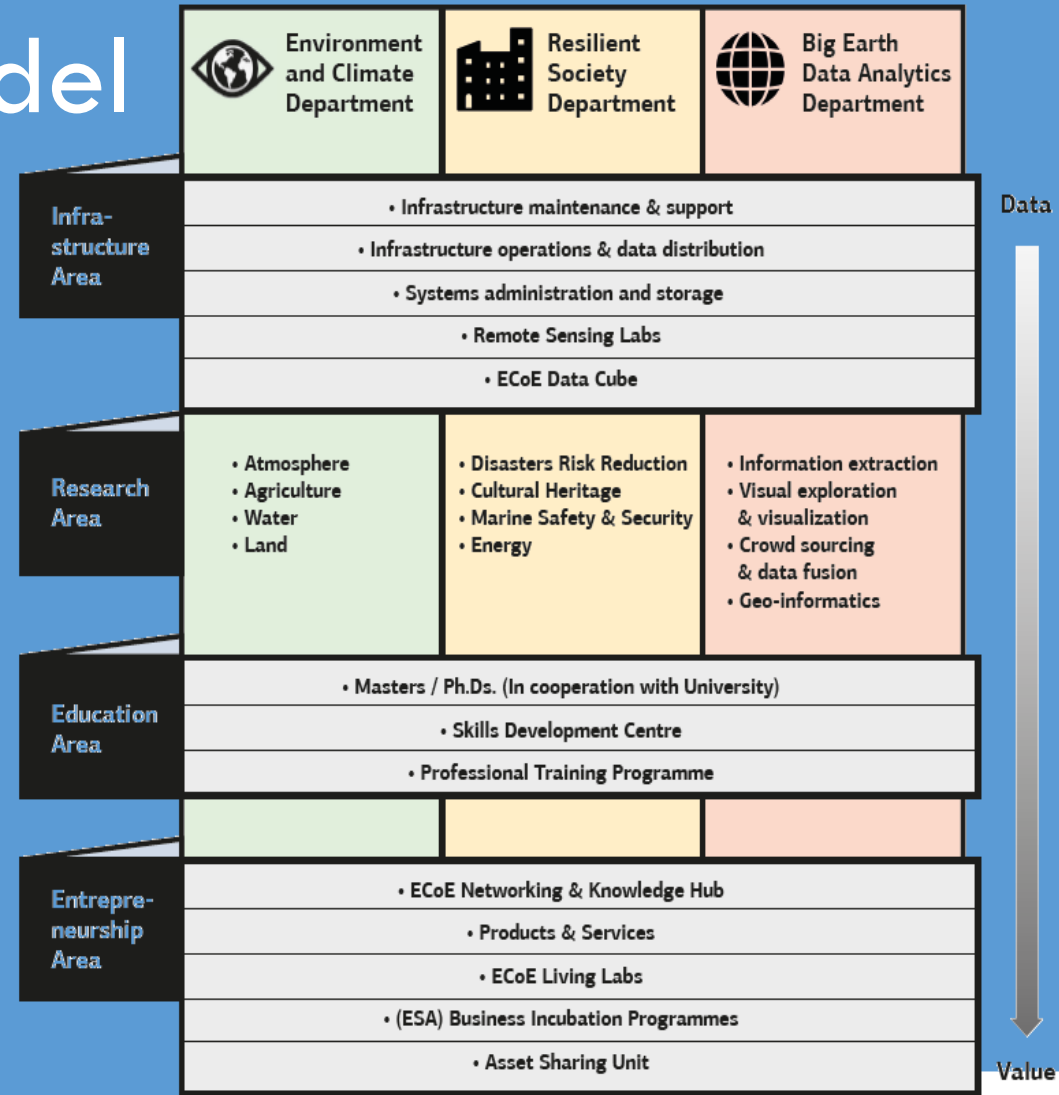 del
Environment
and Climate
Department
Resilient
Society
Department
Big Earth
Data Analytics
Department
Infra-
structure
Area
• Infrastructure maintenance & support
• Infrastructure operations & data distribution
• Systems administration and storage
• Remote Sensing Labs
• ECoE Data Cube
Data
Research
Area
• Atmosphere
• Agriculture
• Water
• Land
• Disasters Risk Reduction
• Cultural Heritage
• Marine Safety & Security
• Energy
• Information extraction
• Visual exploration
& visualization
• Crowd sourcing
& data fusion
• Geo-informatics
Education
Area
• Masters / Ph.Ds. (In cooperation with University)
• Skills Development Centre
• Professional Training Programme
Entrepre-
neurship
Area
• ECoE Networking & Knowledge Hub
• Products & Services
• ECoE Living Labs
• (ESA) Business Incubation Programmes
• Asset Sharing Unit
Value